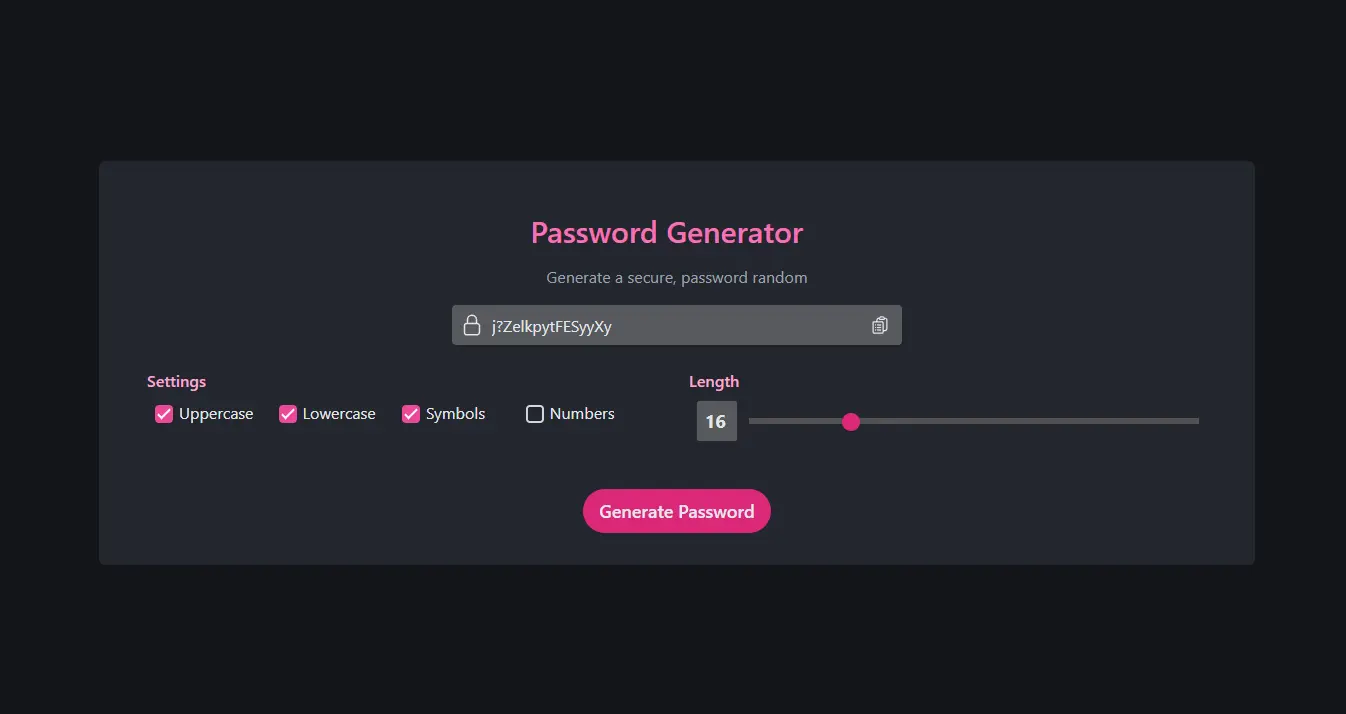 Password Generator
Generate a secure, password random
j?ZelkpytFESyyXy
Settings
Uppercase Lowercase Symbols Numbers
Length
16
Generate Password